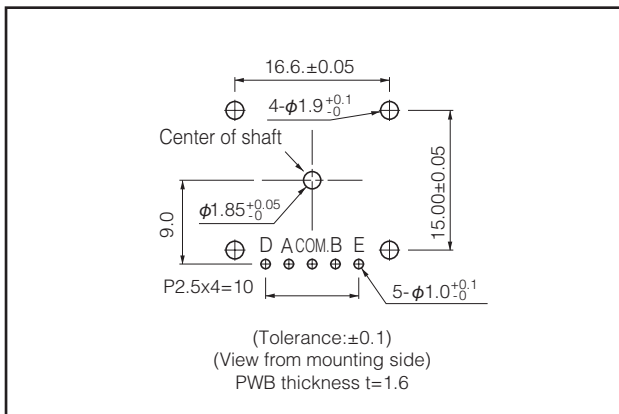 16.6.±0.05
4-ϕ1.9 +0.1 -0
Center of shaft
15.00±0.05
9.0
ϕ1.85 +0.05 -0
D A COM. B E
P2.5x4=10
5-ϕ1.0 +0.1 -0
(Tolerance:±0.1)
(View from mounting side)
PWB thickness t=1.6